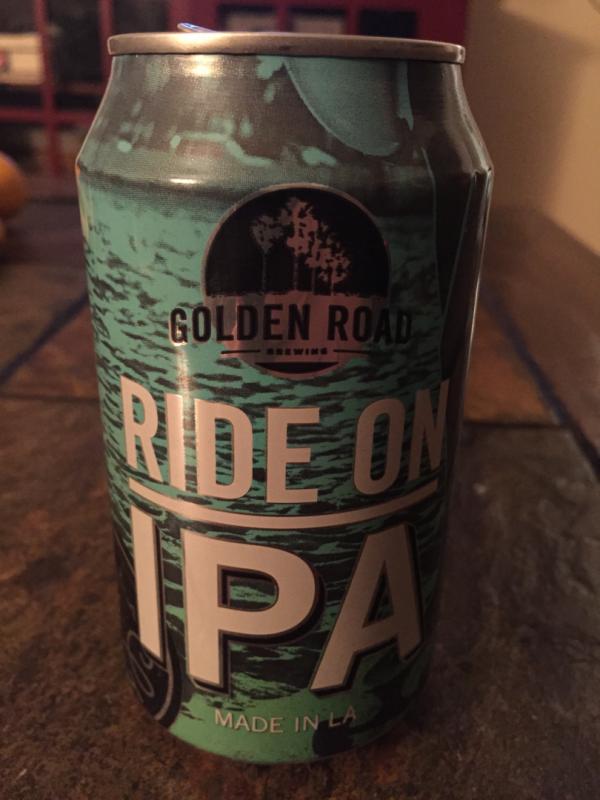 GOLDEN ROAD
BREWING
RIDE ON
IPA
MADE IN LA